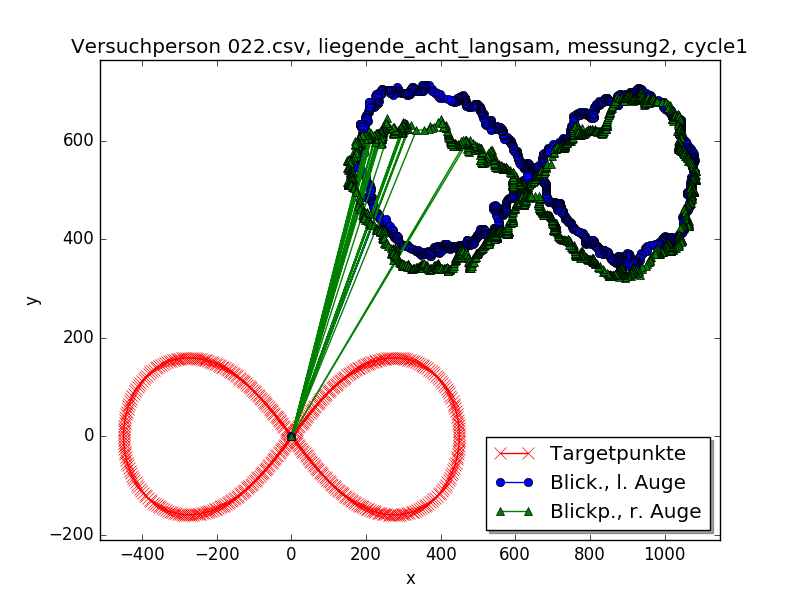 Versuchperson 022.csv, liegende_acht_langsam, messung2, cycle1
y
600
400
200
0
−200
−400
−200
0
200
400
600
800
1000
x
Targetpunkte
Blick., l. Auge
Blickp., r. Auge